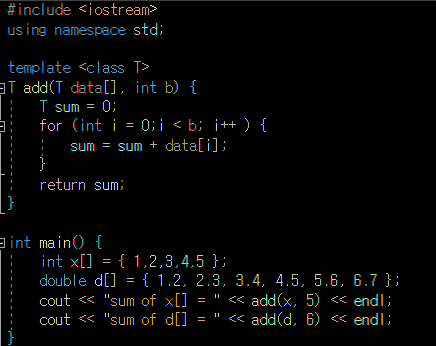 #include <iostream>
using namespace std;

template <class T>
T add(T data[], int b) {
    T sum = 0;
    for (int i = 0;i < b; i++ ) {
        sum = sum + data[i];
    }
    return sum;
}

int main() {
    int x[] = { 1,2,3,4,5 };
    double d[] = { 1.2, 2.3, 3.4, 4.5, 5.6, 6.7 };
    cout << "sum of x[] = " << add(x, 5) << endl;
    cout << "sum of d[] = " << add(d, 6) << endl;
}